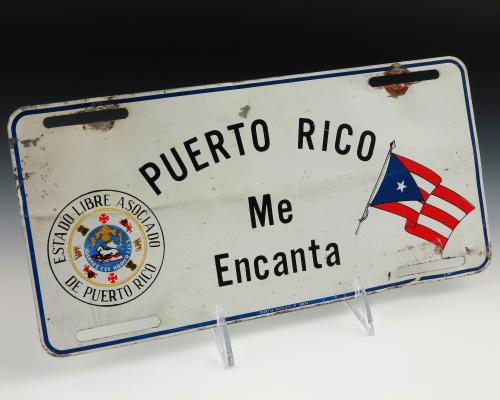 PUERTO RICO
Me
Encanta
ESTADO LIBRE ASOCIADO
DE PUERTO RICO